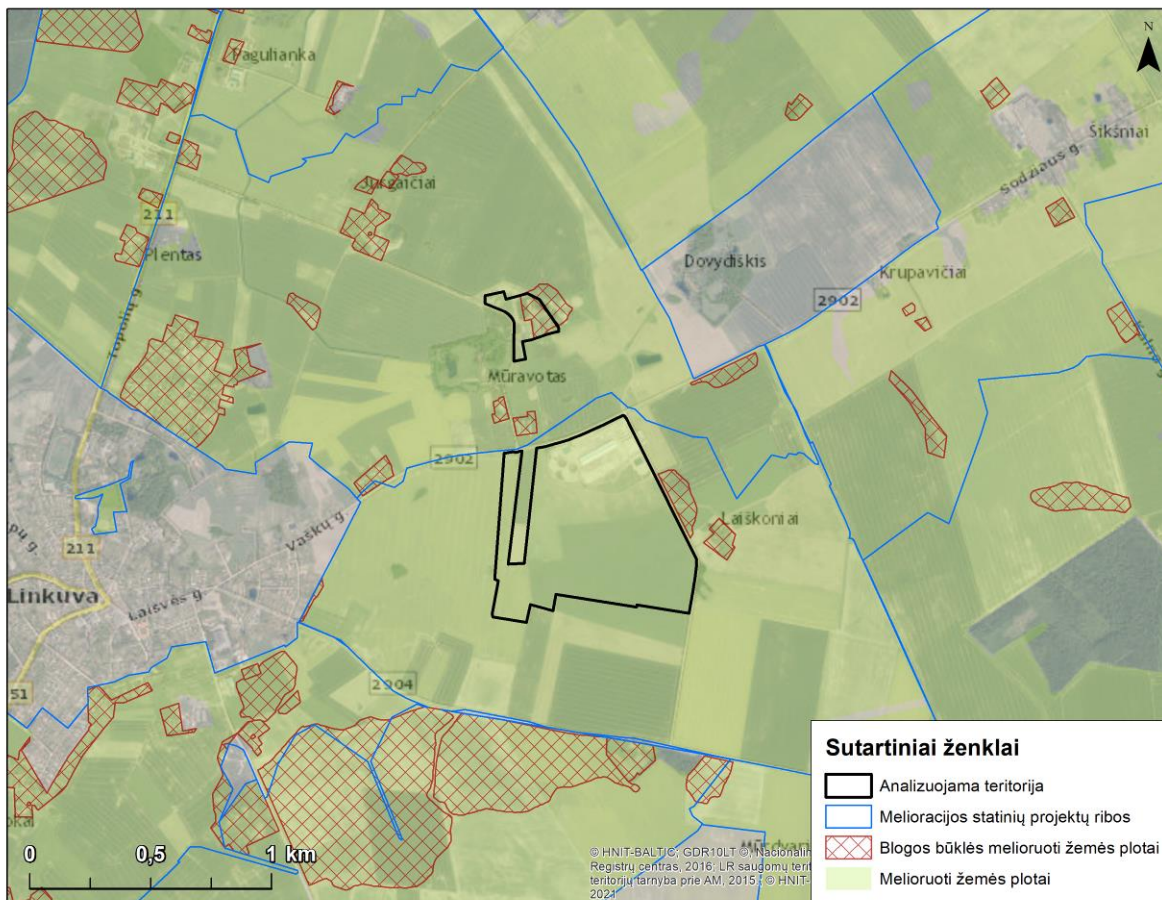 N
Pagulianka
Šikšniai
Sodžiaus g.
Jurgaičiai
211
Plentas
Dovydiškis
Krupavičiai
2902
Mūravotas
2902
Vaškų g.
Laiškoniai
211
Linkuva
Laisvės g.
51
2904
0 0,5 1 km
© HNIT-BALTIC; GDR10LT ©, Nacionalin
Registrų centras, 2016; LR saugomų terit
teritorijų tarnyba prie AM, 2015; © HNIT-
2021
Sutartiniai ženklai
Analizuojama teritorija
Melioracijos statinių projektų ribos
Blogos būklės melioruoti žemės plotai
Melioruoti žemės plotai